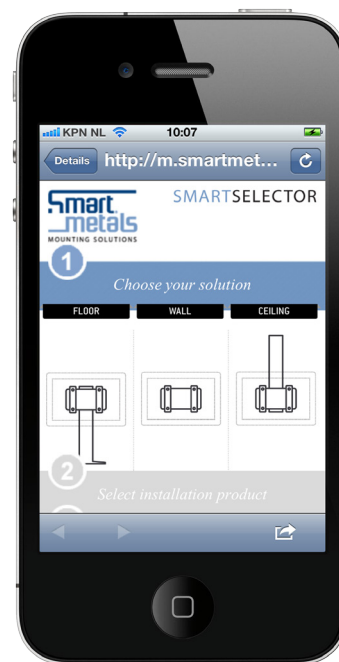 KPN NL 10:07
Details http://m.smartmet... 
Smart
metals
MOUNTING SOLUTIONS
SMARTSELECTOR
1
Choose your solution
FLOOR WALL CEILING
2
Select installation product